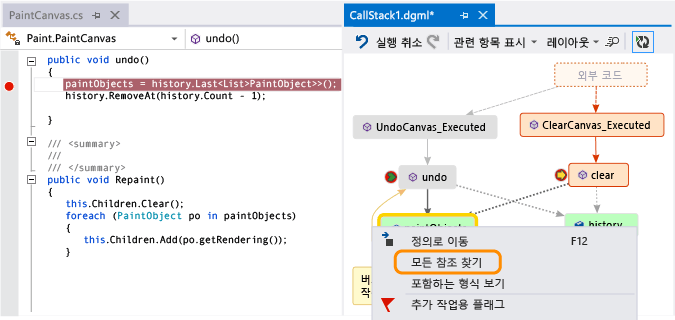 PaintCanvas.cs
Paint.PaintCanvas
undo()
public void undo()
{
paintObjects = history.Last<List>PaintObject>>();
history.RemoveAt(history.Count - 1);
}
/// <summary>
///
/// </summary>
public void Repaint()
{
this.Children.Clear();
foreach (PaintObject po in paintObjects)
{
this.Children.Add(po.getRendering());
}
}
CallStack1.dgml*
실행 취소
관련 항목 표시
레이아웃
외부 코드
UndoCanvas_Executed
ClearCanvas_Executed
undo
clear
history
정의로 이동 F12
모든 참조 찾기
포함하는 형식 보기
추가 작업용 플래그